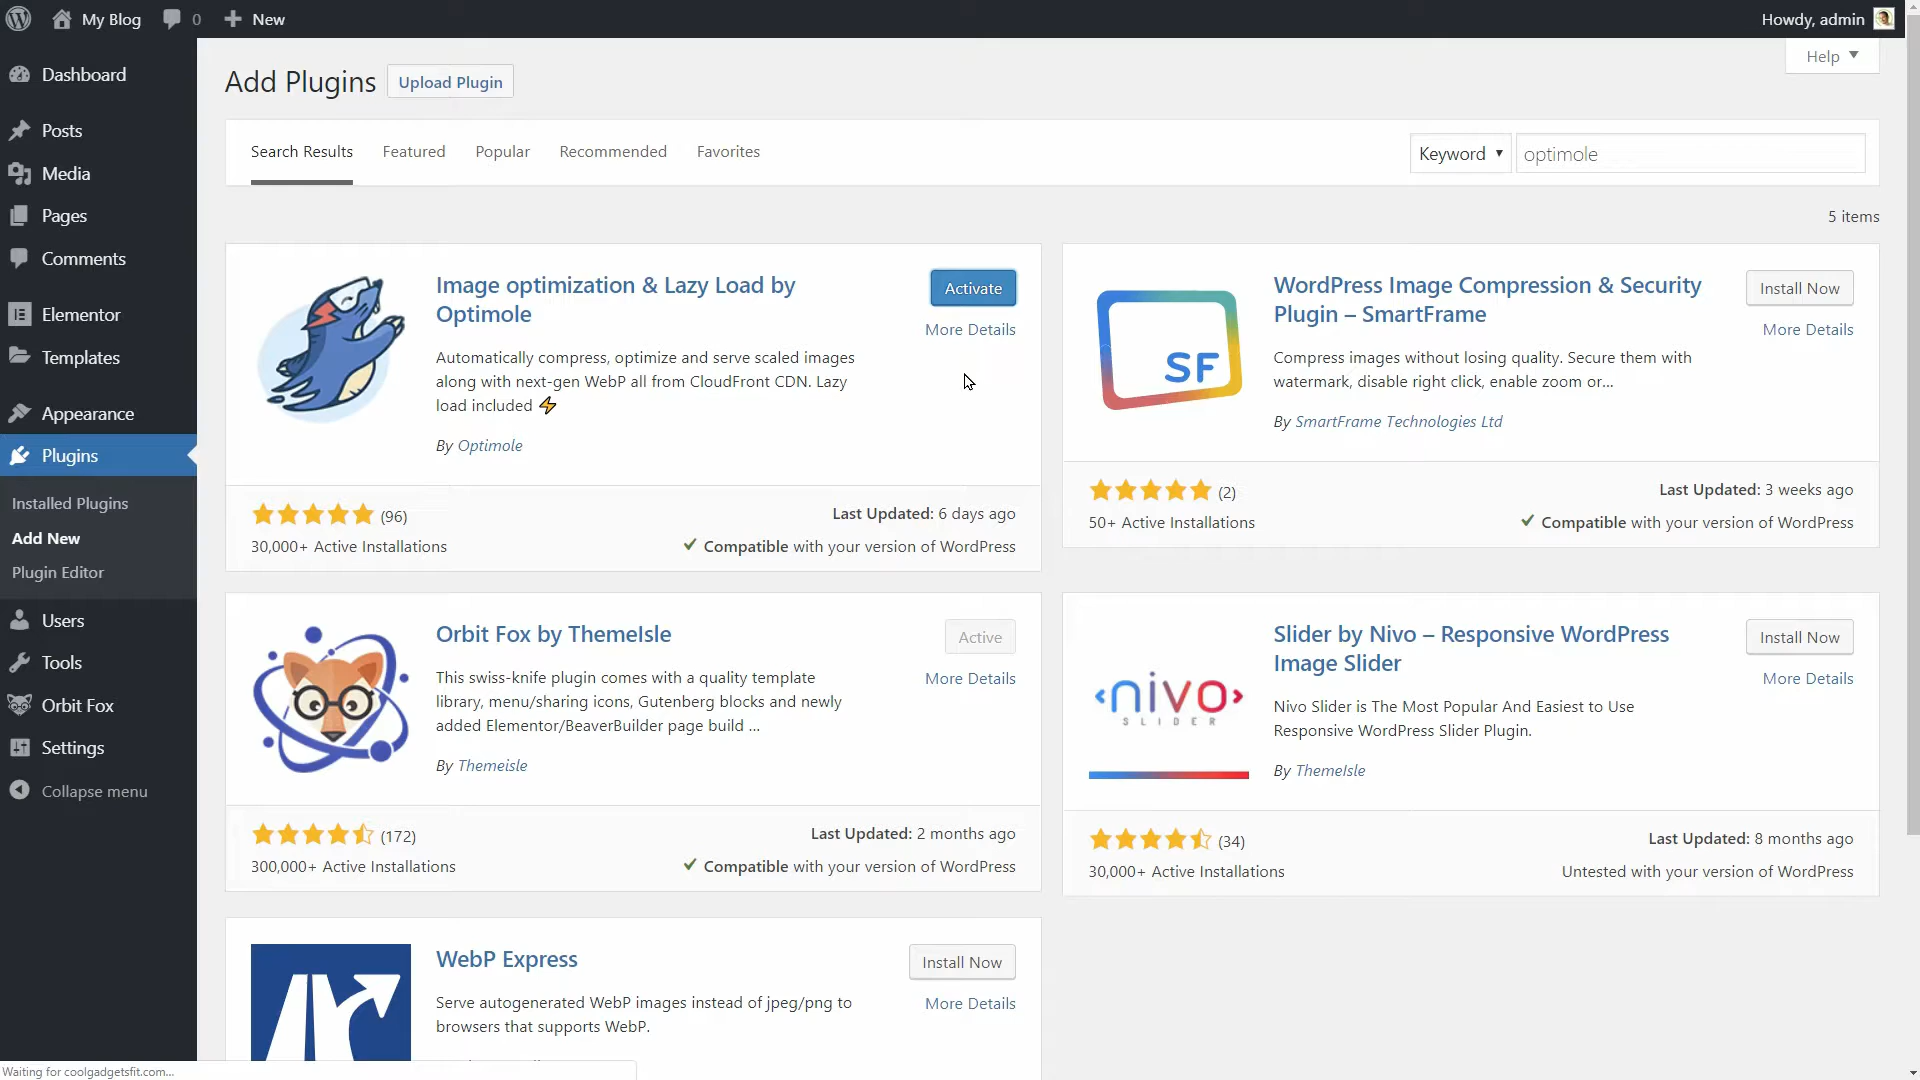 My Blog
0
New
Howdy, admin
Help
Dashboard
Posts
Media
Pages
Comments
Elementor
Templates
Appearance
Plugins
Installed Plugins
Add New
Plugin Editor
Users
Tools
Orbit Fox
Settings
Collapse menu
Add Plugins
Upload Plugin
Search Results
Featured
Popular
Recommended
Favorites
Keyword
optimole
5 items
Image optimization & Lazy Load by
Optimole
Activate
More Details
Automatically compress, optimize and serve scaled images
along with next-gen WebP all from CloudFront CDN. Lazy
load included ⚡
By Optimole
(96)
30,000+ Active Installations
Last Updated: 6 days ago
Compatible with your version of WordPress
SF
WordPress Image Compression & Security
Plugin – SmartFrame
Install Now
More Details
Compress images without losing quality. Secure them with
watermark, disable right click, enable zoom or...
By SmartFrame Technologies Ltd
(2)
50+ Active Installations
Last Updated: 3 weeks ago
Compatible with your version of WordPress
Orbit Fox by ThemeIsle
Active
More Details
This swiss-knife plugin comes with a quality template
library, menu/sharing icons, Gutenberg blocks and newly
added Elementor/BeaverBuilder page build ...
By Themeisle
(172)
300,000+ Active Installations
Last Updated: 2 months ago
Compatible with your version of WordPress
nivo
SLIDER
Slider by Nivo – Responsive WordPress
Image Slider
Install Now
More Details
Nivo Slider is The Most Popular And Easiest to Use
Responsive WordPress Slider Plugin.
By ThemeIsle
(34)
30,000+ Active Installations
Last Updated: 8 months ago
Untested with your version of WordPress
WebP Express
Install Now
More Details
Serve autogenerated WebP images instead of jpeg/png to
browsers that supports WebP.
Waiting for coolgadgetsfit.com...